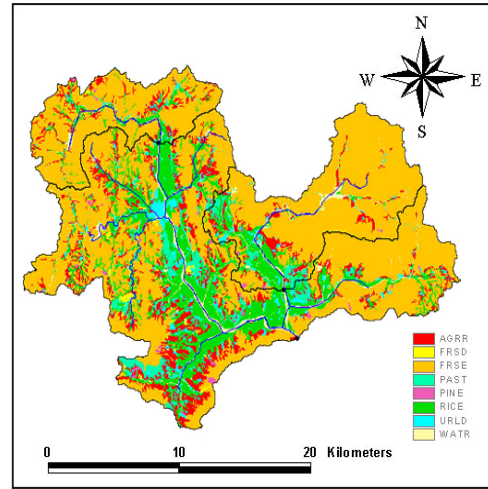 N
W E
S
AGRR
FRSD
FRSE
PAST
PINE
RICE
URLD
WATR
0 10 20 Kilometers